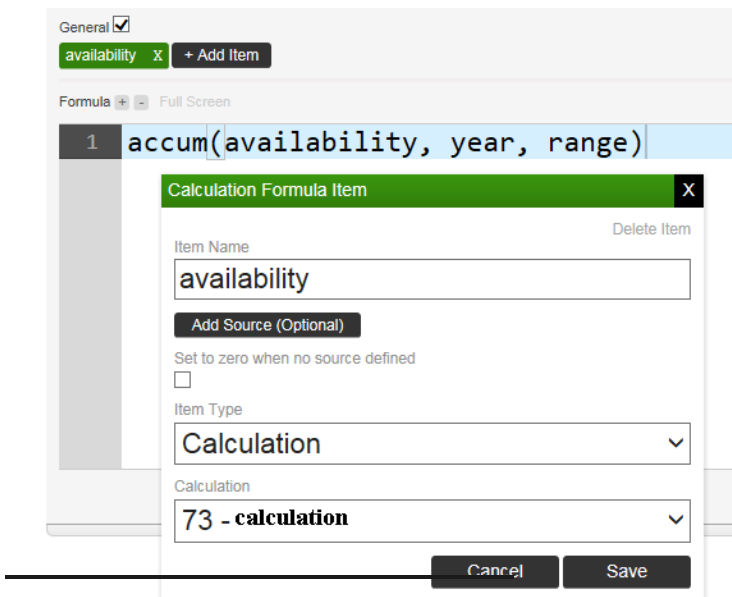 General
availability X + Add Item
Formula + - Full Screen
1 accum(availability, year, range)
Calculation Formula Item X
Delete Item
Item Name
availability
Add Source (Optional)
Set to zero when no source defined
Item Type
Calculation
Calculation
73 - calculation
Cancel Save